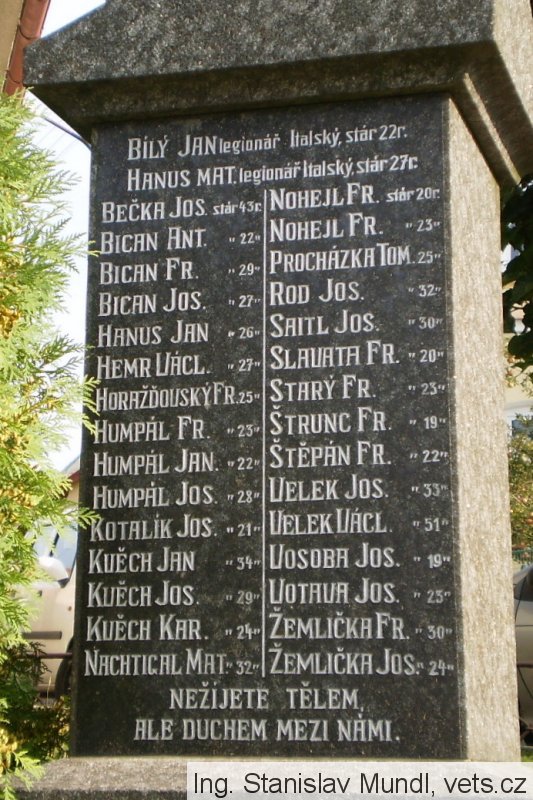 BÍLÝ JAN legionář Italský, stár 22r.
HANUS MAT. legionář Italský, stár 27r.
BEČKA JOS. stár 43r.
BICAN ANT. "22"
BICAN FR. "29"
BICAN JOS. "27"
HANUS JAN "26"
HEMR VÁCL. "27"
HORAŽĎOVSKÝ FR. 25"
HUMPÁL FR. "23"
HUMPÁL JAN. "22"
HUMPÁL JOS. "28"
KOTALÍK JOS. "21"
KVĚCH JAN "34"
KVĚCH JOS. "29"
KVĚCH KAR. "24"
NACHTIGAL MAT. "32"
NOHEJL FR. stár 20r.
NOHEJL FR. "23"
PROCHÁZKA TOM. 25"
ROD JOS. "32"
SAITL JOS. "30"
SLAVATA FR. "20"
STARÝ FR. "23"
ŠTRUNC FR. "19"
ŠTĚPÁN FR. "22"
VELEK JOS. "33"
VELEK VÁCL. "51"
VOSOBA JOS. "19"
VOTAVA JOS. "23"
ŽEMLIČKA FR. "30"
ŽEMLIČKA JOS. "24"
NEŽIJETE TĚLEM,
ALE DUCHEM MEZI NÁMI.
Ing. Stanislav Mundl, vets.cz